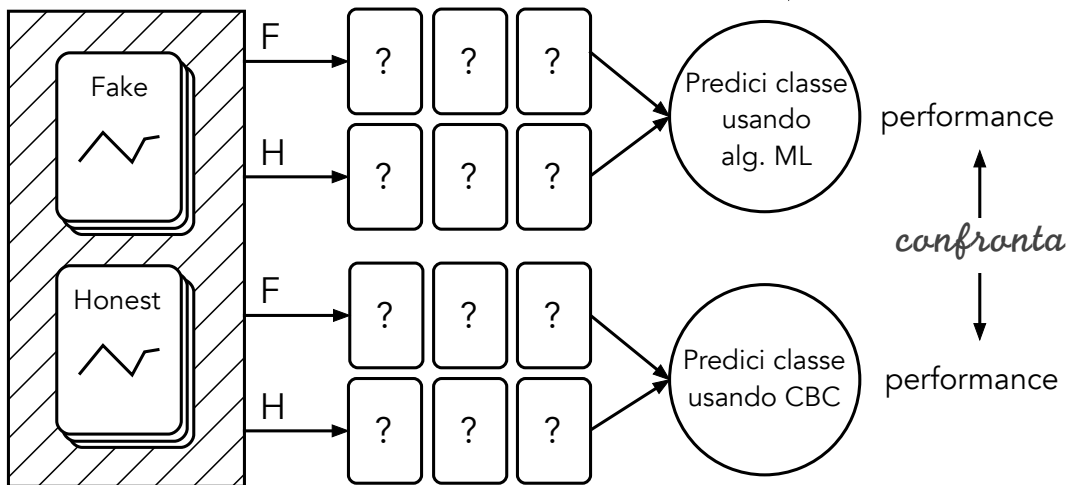 Fake
Honest
F
? ? ?
H
? ? ?
F
? ? ?
H
? ? ?
Predici classe
usando
alg. ML
Predici classe
usando CBC
performance
confronta
performance